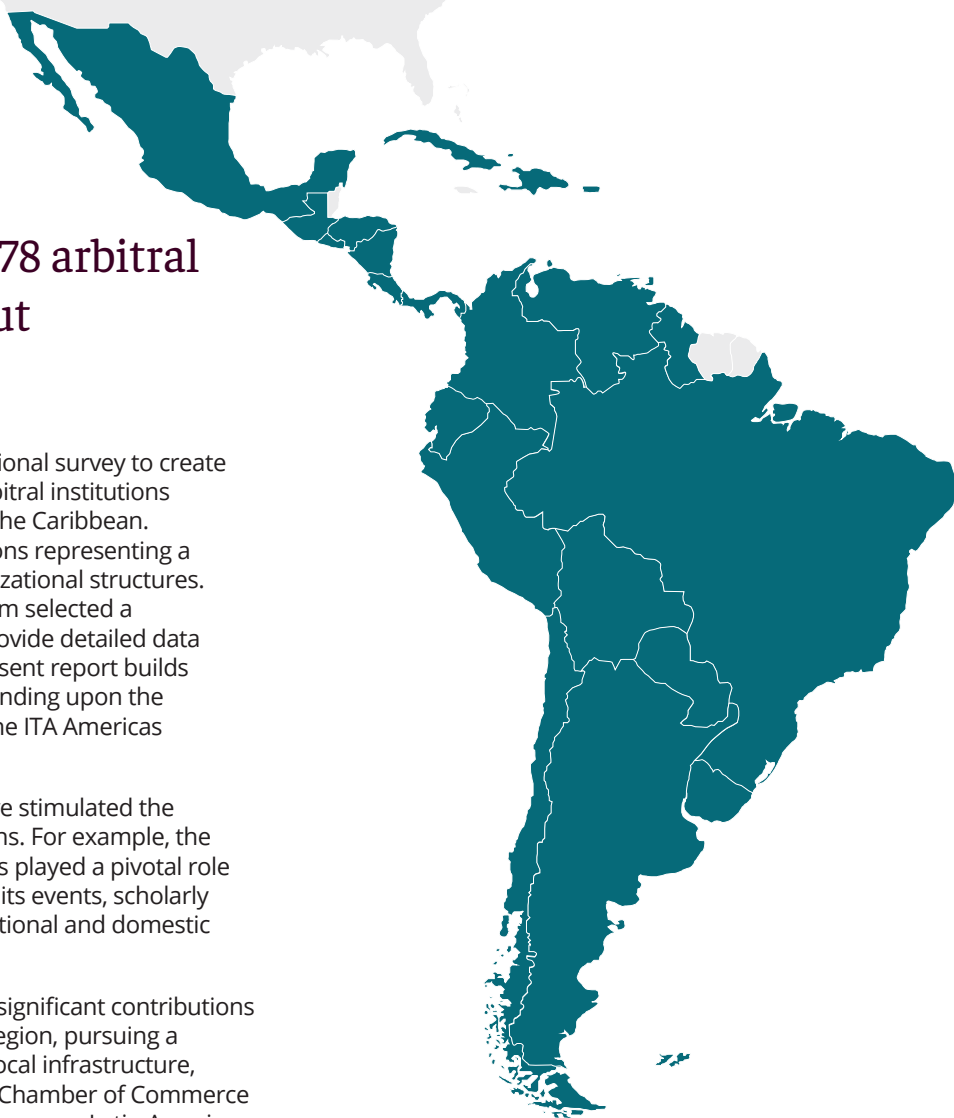 78 arbitral
ut
ional survey to create
bitral institutions
he Caribbean.
ons representing a
izational structures.
m selected a
ovide detailed data
sent report builds
nding upon the
he ITA Americas
ve stimulated the
ns. For example, the
s played a pivotal role
its events, scholarly
tional and domestic
significant contributions
egion, pursuing a
ocal infrastructure,
Chamber of Commerce